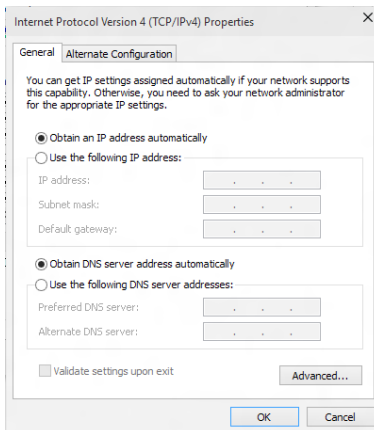 Internet Protocol Version 4 (TCP/IPv4) Properties
General
Alternate Configuration
You can get IP settings assigned automatically if your network supports
this capability. Otherwise, you need to ask your network administrator
for the appropriate IP settings.
Obtain an IP address automatically
Use the following IP address:
IP address:
Subnet mask:
Default gateway:
Obtain DNS server address automatically
Use the following DNS server addresses:
Preferred DNS server:
Alternate DNS server:
Validate settings upon exit
Advanced...
OK
Cancel